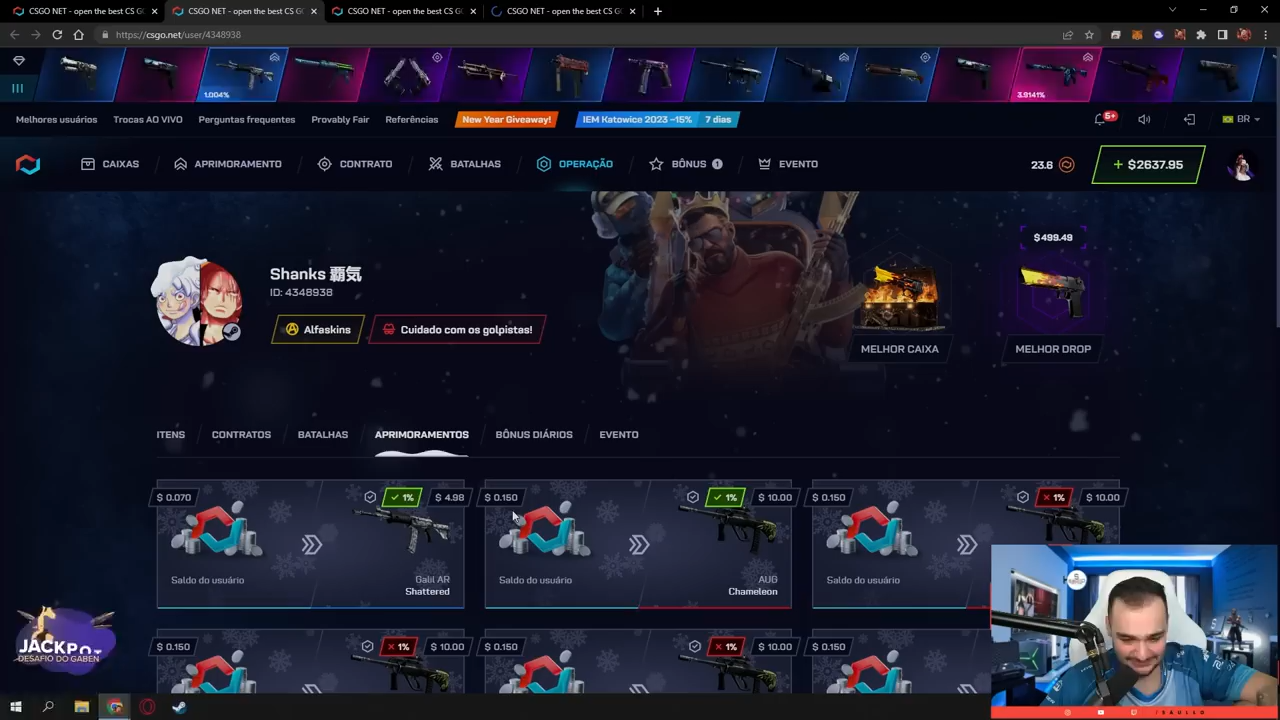 CSGO NET - open the best CS G
CSGO NET - open the best CS G
CSGO NET - open the best CS G
CSGO NET - open the best CS G
https://csgo.net/user/4348938
1.004%
3.9141%
Melhores usuários
Trocas AO VIVO
Perguntas frequentes
Provably Fair
Referências
New Year Giveaway!
IEM Katowice 2023 -15%
7 dias
5+
BR
CAIXAS
APRIMORAMENTO
CONTRATO
BATALHAS
OPERAÇÃO
BÔNUS 1
EVENTO
23.6
+ $2637.95
Shanks 覇気
ID: 4348938
Alfaskins
Cuidado com os golpistas!
MELHOR CAIXA
$499.49
MELHOR DROP
ITENS
CONTRATOS
BATALHAS
APRIMORAMENTOS
BÔNUS DIÁRIOS
EVENTO
$ 0.070
1%
$ 4.98
Saldo do usuário
Galil AR
Shattered
$ 0.150
1%
$ 10.00
Saldo do usuário
AUG
Chameleon
$ 0.150
1%
$ 10.00
Saldo do usuário
$ 0.150
1%
$ 10.00
$ 0.150
1%
$ 10.00
$ 0.150
JACKPOT
DESAFIO DO GABEN